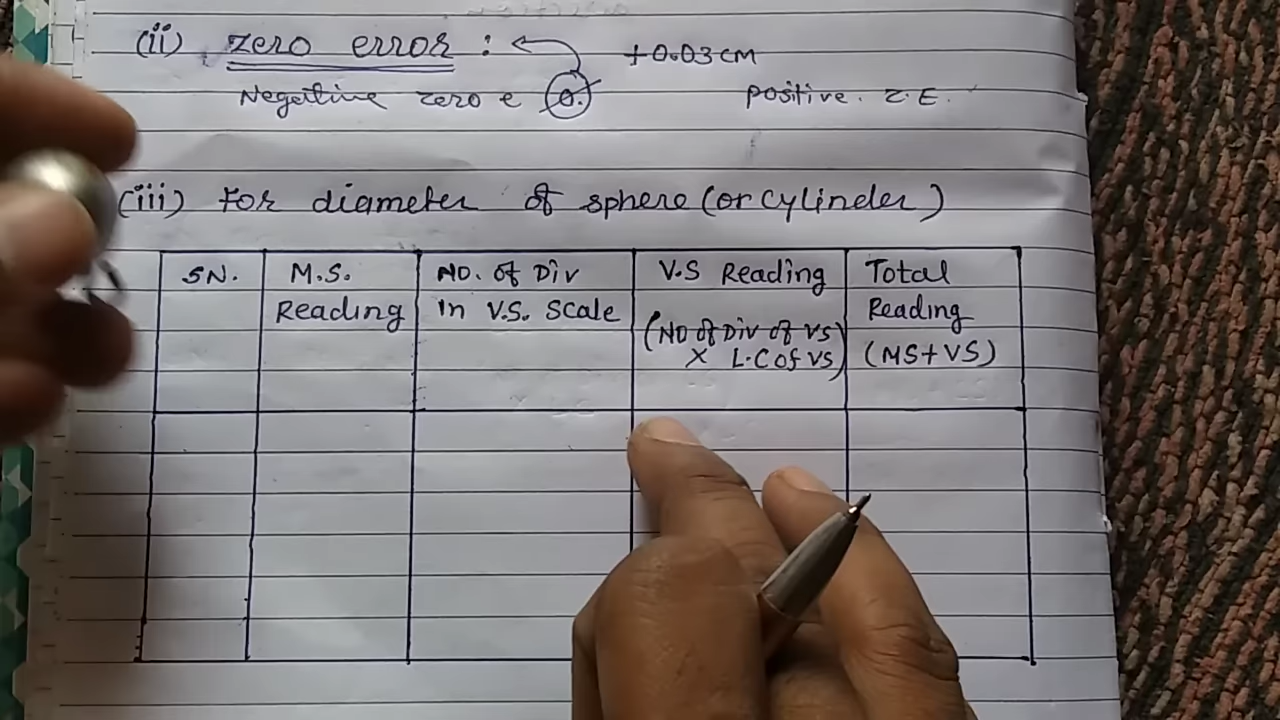 (ii) zero error : +0.03 cm
Negative zero e positive. Z.E.
(iii) For diameter of sphere (or cylinder)
SN.
M.S.
Reading
NO. of Div
in V.S. Scale
V.S Reading
(NO of Div of VS
X L.C of VS)
Total
Reading
(MS+VS)